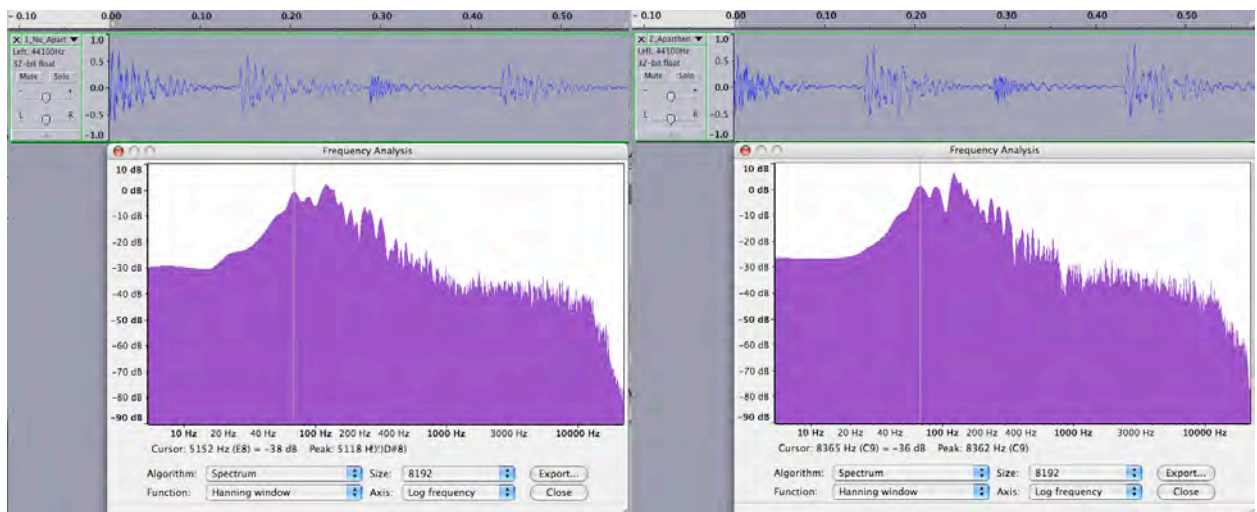 - 0.10 0.00 0.10 0.20 0.30 0.40 0.50
X 1_No_Apart ▼
Left, 44100Hz
32-bit float
Mute Solo
- +
L R
1.0
0.5
0.0
-0.5
-1.0
Frequency Analysis
10 dB
0 dB
-10 dB
-20 dB
-30 dB
-40 dB
-50 dB
-60 dB
-70 dB
-80 dB
-90 dB
10 Hz 20 Hz 40 Hz 100 Hz 200 Hz 400 Hz 1000 Hz 3000 Hz 10000 Hz
Cursor: 5152 Hz (E8) = -38 dB Peak: 5118 D#8)
Algorithm: Spectrum Size: 8192 Export...
Function: Hanning window Axis: Log frequency Close
- 0.10 0.00 0.10 0.20 0.30 0.40 0.50
X 2_Aparthen ▼
Left, 44100Hz
32-bit float
Mute Solo
- +
L R
1.0
0.5
0.0
-0.5
-1.0
Frequency Analysis
10 dB
0 dB
-10 dB
-20 dB
-30 dB
-40 dB
-50 dB
-60 dB
-70 dB
-80 dB
-90 dB
10 Hz 20 Hz 40 Hz 100 Hz 200 Hz 400 Hz 1000 Hz 3000 Hz 10000 Hz
Cursor: 8365 Hz (C9) = -36 dB Peak: 8362 Hz (C9)
Algorithm: Spectrum Size: 8192 Export...
Function: Hanning window Axis: Log frequency Close